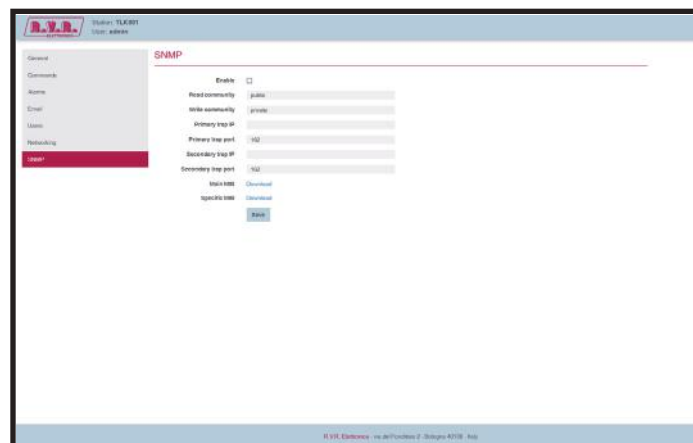 R.V.R.
ELETTRONICA
Station: TLK001
User: admin
General
Commands
Alarms
Email
Users
Networking
SNMP
SNMP
Enable
Read community public
Write community private
Primary trap IP
Primary trap port 162
Secondary trap IP
Secondary trap port 162
Main MIB Download
Specific MIB Download
Save
R.V.R. Elettronica - via del Fonditore 2 - Bologna 40138 - Italy